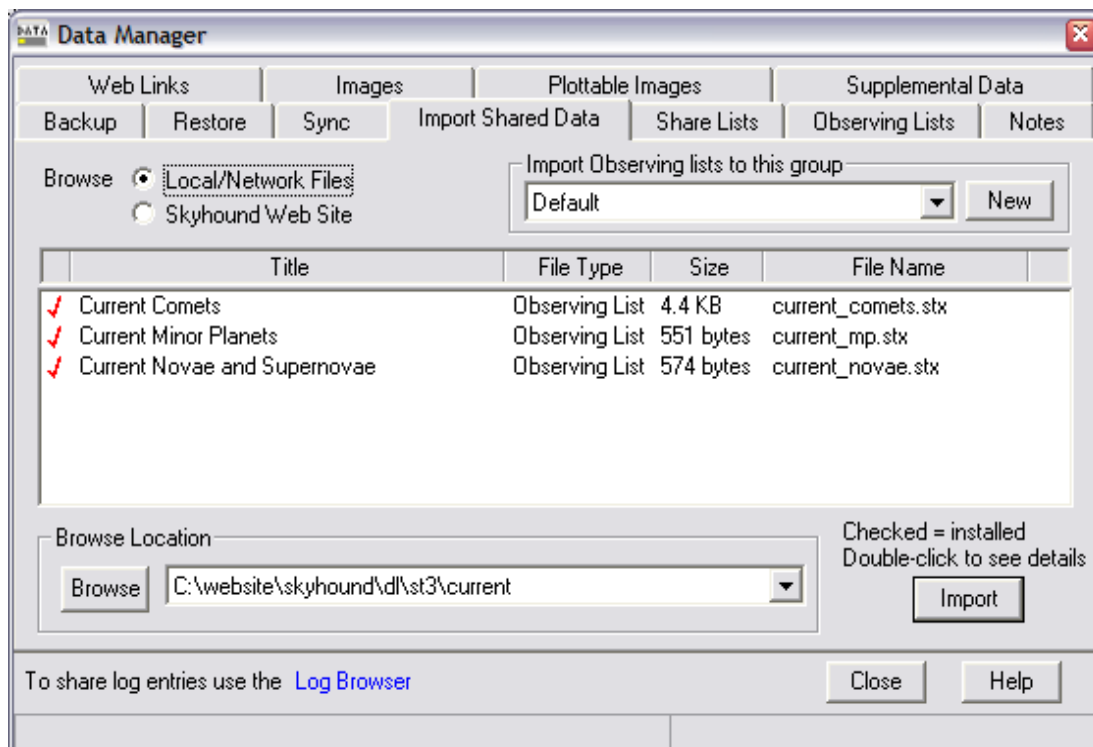 DATA Data Manager
Web Links Images Plottable Images Supplemental Data
Backup Restore Sync Import Shared Data Share Lists Observing Lists Notes
Browse Local/Network Files
Skyhound Web Site
Import Observing lists to this group
Default New
Title File Type Size File Name
Current Comets Observing List 4.4 KB current_comets.stx
Current Minor Planets Observing List 551 bytes current_mp.stx
Current Novae and Supernovae Observing List 574 bytes current_novae.stx
Browse Location
Browse C:\website\skyhound\dl\st3\current
Checked = installed
Double-click to see details
Import
To share log entries use the Log Browser
Close Help